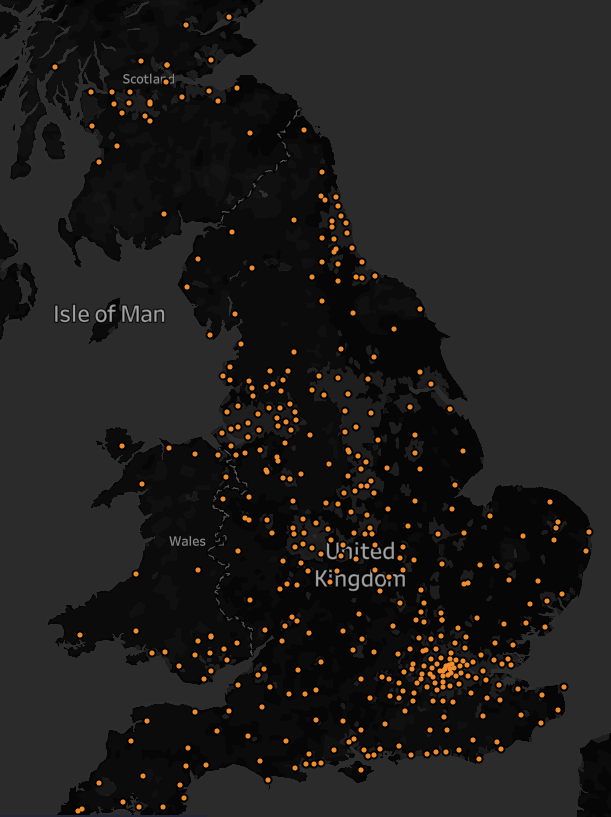 Scotland
Isle of Man
Wales
United
Kingdom